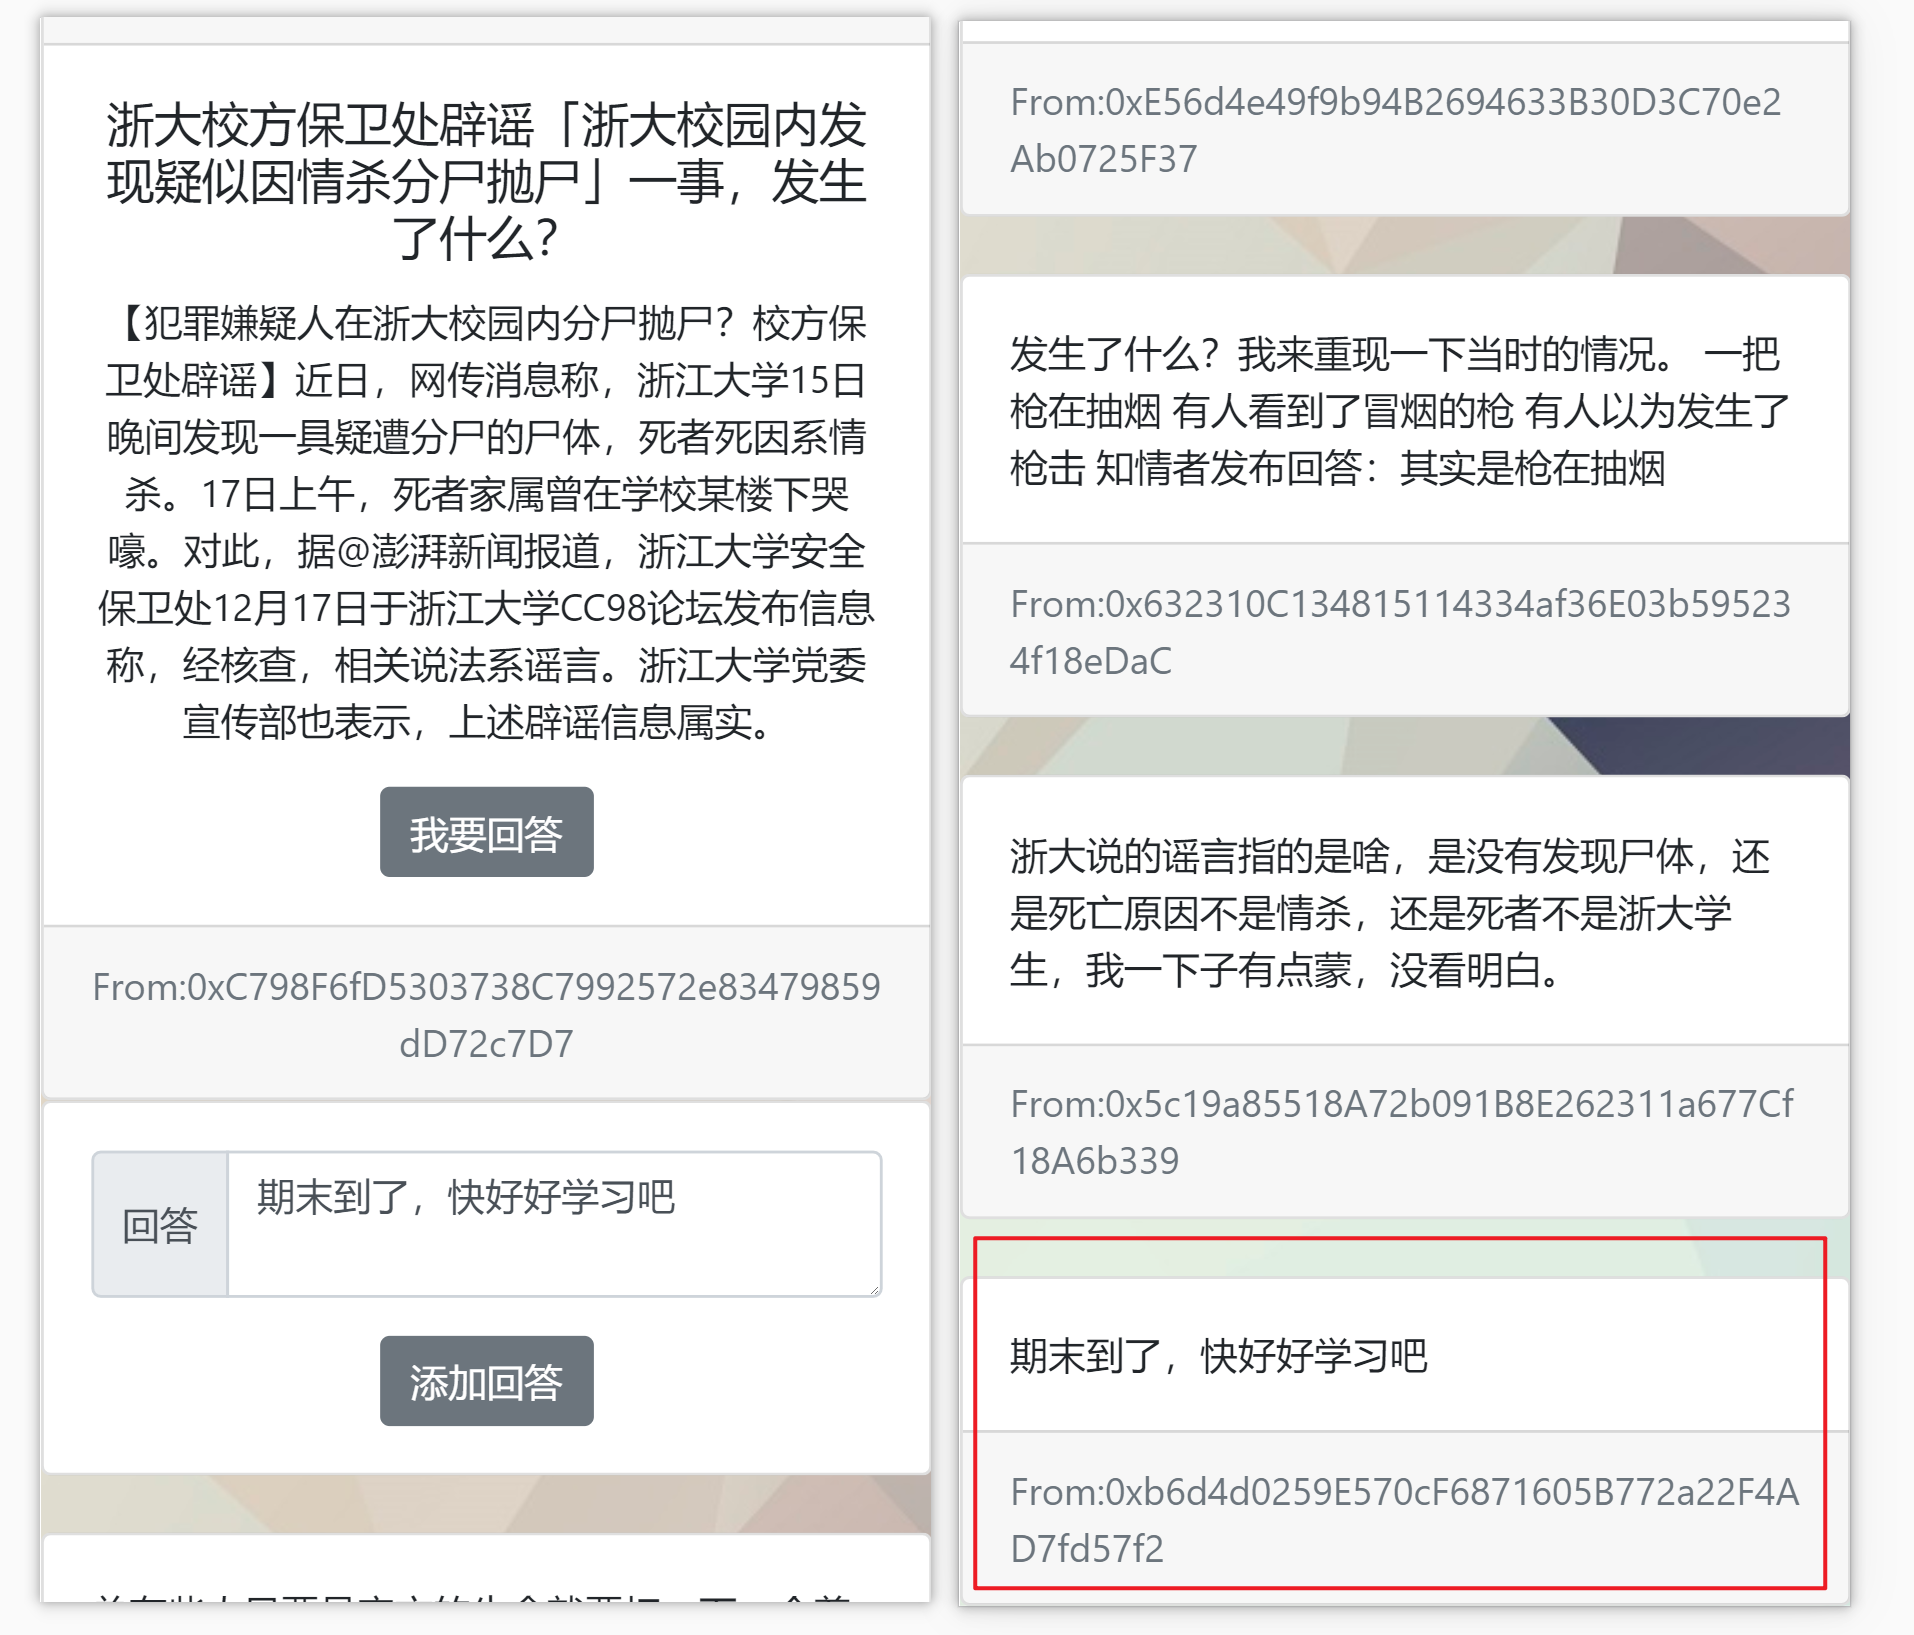 浙大校方保卫处辟谣「浙大校园内发
现疑似因情杀分尸抛尸」一事，发生
了什么？
【犯罪嫌疑人在浙大校园内分尸抛尸？校方保
卫处辟谣】近日，网传消息称，浙江大学15日
晚间发现一具疑遭分尸的尸体，死者死因系情
杀。17日上午，死者家属曾在学校某楼下哭
嚎。对此，据@澎湃新闻报道，浙江大学安全
保卫处12月17日于浙江大学CC98论坛发布信息
称，经核查，相关说法系谣言。浙江大学党委
宣传部也表示，上述辟谣信息属实。
我要回答
From:0xC798F6fD5303738C7992572e83479859
dD72c7D7
回答
期末到了，快好好学习吧
添加回答
From:0xE56d4e49f9b94B2694633B30D3C70e2
Ab0725F37
发生了什么？我来重现一下当时的情况。 一把
枪在抽烟 有人看到了冒烟的枪 有人以为发生了
枪击 知情者发布回答：其实是枪在抽烟
From:0x632310C134815114334af36E03b59523
4f18eDaC
浙大说的谣言指的是啥，是没有发现尸体，还
是死亡原因不是情杀，还是死者不是浙大学
生，我一下子有点蒙，没看明白。
From:0x5c19a85518A72b091B8E262311a677Cf
18A6b339
期末到了，快好好学习吧
From:0xb6d4d0259E570cF6871605B772a22F4A
D7fd57f2